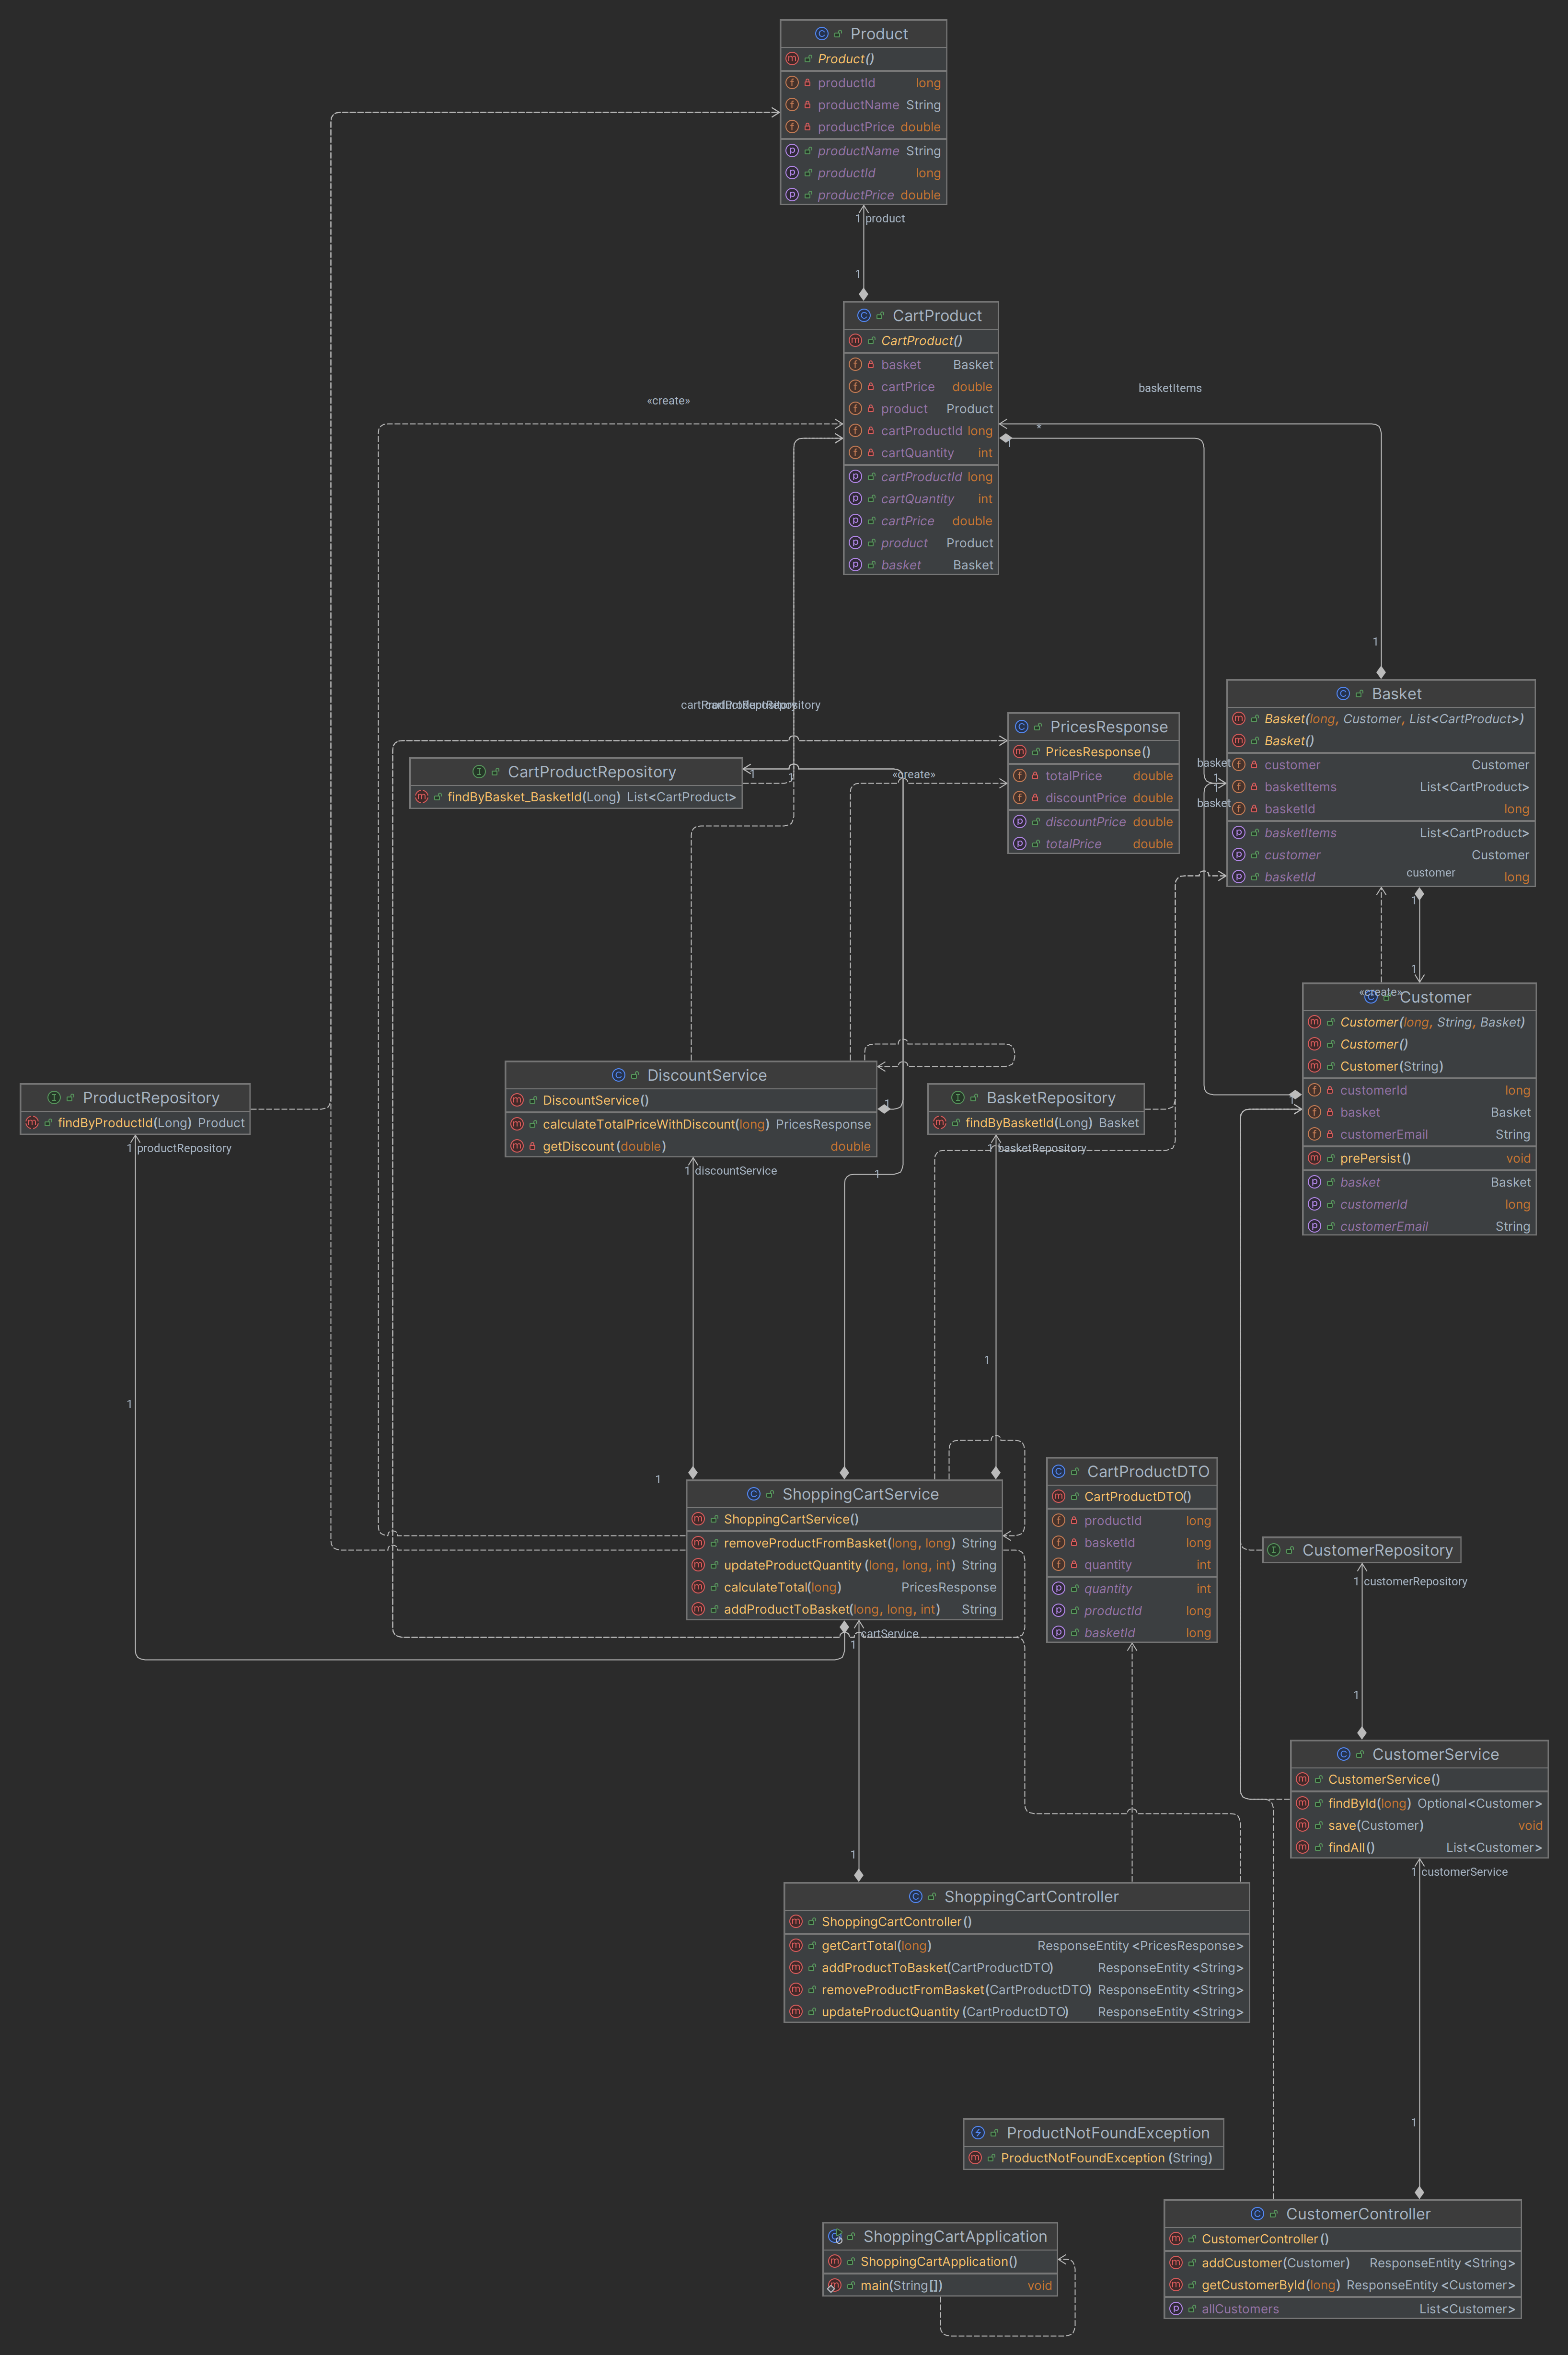 Product
Product()
productId long
productName String
productPrice double
productName String
productId long
productPrice double
1 product
1
CartProduct
CartProduct()
basket Basket
cartPrice double
product Product
cartProductId long
cartQuantity int
cartProductId long
cartQuantity int
cartPrice double
product Product
basket Basket
«create»
basketItems
*
1
1
Basket
Basket(long, Customer, List<CartProduct>)
Basket()
customer Customer
basketItems List<CartProduct>
basketId long
basketItems List<CartProduct>
customer Customer
basketId long
basket
1
basket
customer
1
1
cartProductRepository
cartProductRepository
PricesResponse
PricesResponse()
totalPrice double
discountPrice double
discountPrice double
totalPrice double
CartProductRepository
findByBasket_BasketId(Long) List<CartProduct>
1
1
«create»
«create»
Customer
Customer(long, String, Basket)
Customer()
Customer(String)
customerId long
basket Basket
customerEmail String
prePersist() void
basket Basket
customerId long
customerEmail String
1
DiscountService
DiscountService()
calculateTotalPriceWithDiscount(long) PricesResponse
getDiscount(double) double
1
ProductRepository
findByProductId(Long) Product
1 productRepository
BasketRepository
findByBasketId(Long) Basket
1 basketRepository
1 discountService
1
1
1
1
ShoppingCartService
ShoppingCartService()
removeProductFromBasket(long, long) String
updateProductQuantity(long, long, int) String
calculateTotal(long) PricesResponse
addProductToBasket(long, long, int) String
1 cartService
CartProductDTO
CartProductDTO()
productId long
basketId long
quantity int
quantity int
productId long
basketId long
CustomerRepository
1 customerRepository
1
CustomerService
CustomerService()
findById(long) Optional<Customer>
save(Customer) void
findAll() List<Customer>
1 customerService
1
ShoppingCartController
ShoppingCartController()
getCartTotal(long) ResponseEntity<PricesResponse>
addProductToBasket(CartProductDTO) ResponseEntity<String>
removeProductFromBasket(CartProductDTO) ResponseEntity<String>
updateProductQuantity(CartProductDTO) ResponseEntity<String>
1
ProductNotFoundException
ProductNotFoundException(String)
CustomerController
CustomerController()
addCustomer(Customer) ResponseEntity<String>
getCustomerById(long) ResponseEntity<Customer>
allCustomers List<Customer>
ShoppingCartApplication
ShoppingCartApplication()
main(String[]) void